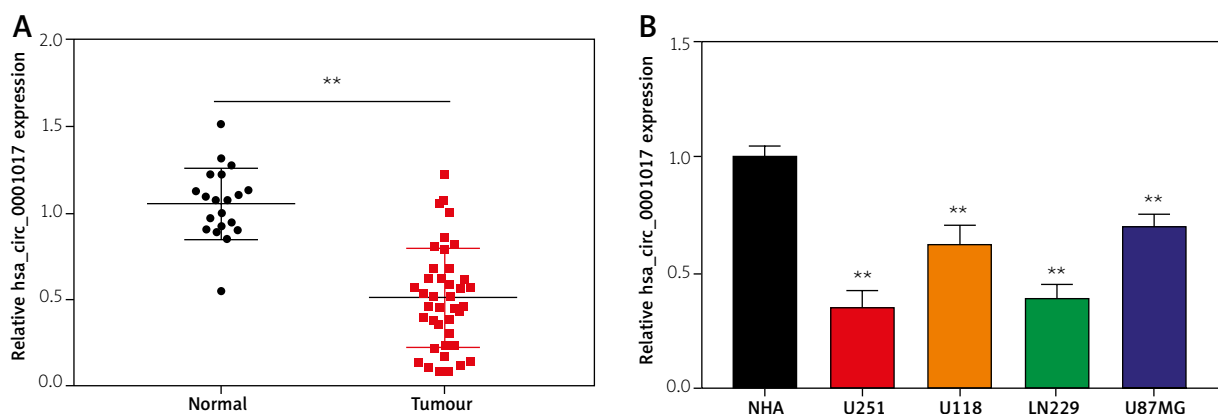 A
Relative hsa_circ_0001017 expression
2.0
1.5
1.0
0.5
0.0
**
Normal Tumour
B
Relative hsa_circ_0001017 expression
1.5
1.0
0.5
0.0
**
**
**
**
NHA U251 U118 LN229 U87MG